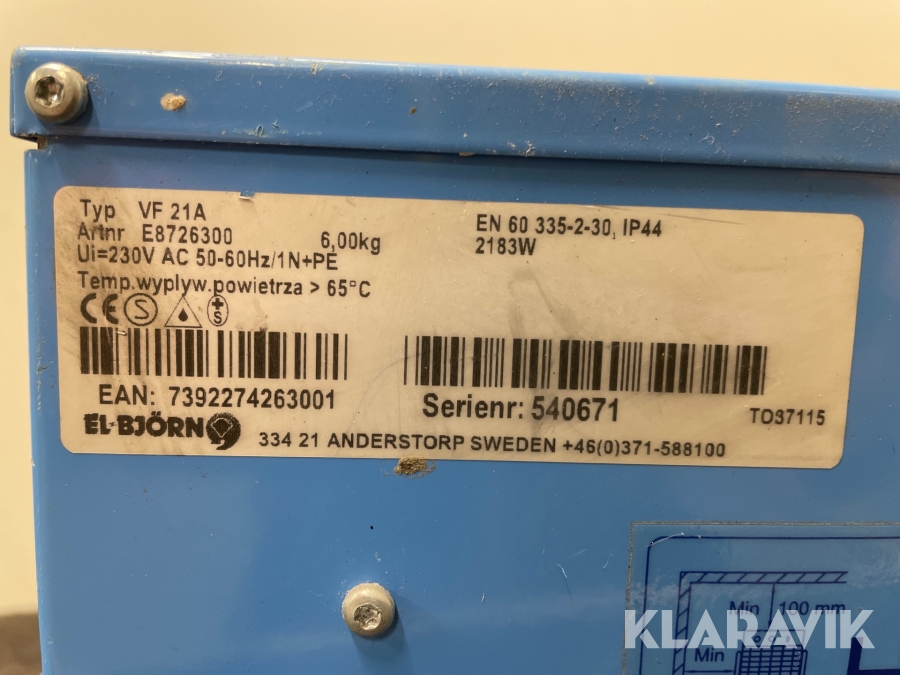 Typ VF 21A
Artnr E8726300 6,00kg
Ui=230V AC 50-60Hz/1N+PE
Temp.wyplyw.powietrza > 65°C
EN 60 335-2-30, IP44
2183W
CE S S
EAN: 7392274263001
Serienr: 540671
TO37115
EL-BJÖRN
334 21 ANDERSTORP SWEDEN +46(0)371-588100
Min 100 mm
Min
KLARAVIK